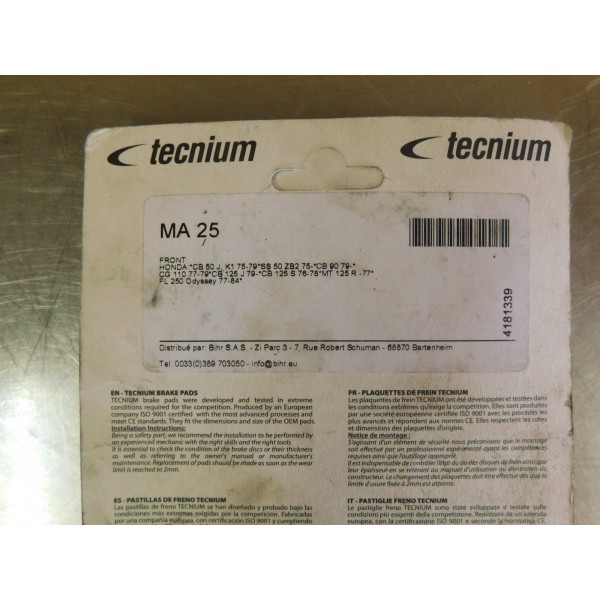 tecnium
tecnium
MA 25
FRONT
HONDA *CB 50 J, K1 75-79*SS 50 ZB2 75-*CB 90 79-*
CG 110 77-79*CB 125 J 79-*CB 125 S 76-78*MT 125 R -77*
FL 250 Odyssey 77-84*
4181339
Distribué par: Bihr S.A.S. - Zi Parc 3 - 7, Rue Robert Schuman - 68870 Bartenheim
Tel: 0033(0)389 703050 - info@bihr.eu
EN - TECNIUM BRAKE PADS
TECNIUM brake pads were developed and tested in extreme
conditions required for the competition. Produced by an European
company ISO 9001 certified with the most advanced processes and
meet CE standards. They fit the dimensions and size of the OEM pads.
Installation Instructions:
Being a safety part, we recommend the installation to be performed by
an experienced mechanic with the right skills and the right tools.
It is essential to check the condition of the brake discs or their thickness
as well as referring to the owner's manual or manufacturer's
maintenance. Replacement of pads should be made as soon as the wear
limit is reached to 2mm.
FR - PLAQUETTES DE FREIN TECNIUM
Les plaquettes de frein TECNIUM ont été développées et testées dans
les conditions extrêmes qu'exige la compétition. Elles sont produites
par une société européenne certifiée ISO 9001 avec les procédés les
plus avancés et répondent aux normes CE. Elles respectent les cotes
et dimensions des plaquettes d'origine.
Notice de montage :
S'agissant d'un élément de sécurité nous préconisons que le montage
soit effectué par un professionnel expérimenté ayant les compétences
requises que l'outillage approprié.
Il est indispensable de contrôler l'état du ou des disques de frein ainsi que
leur épaisseur en se référant au manuel d'utilisation ou d'entretien du
constructeur. Le changement des plaquettes doit être effectué dès que la
limite d'usure fixée à 2mm est atteinte.
ES - PASTILLAS DE FRENO TECNIUM
Las pastillas de freno TECNIUM se han diseñado y probado bajo las
condiciones más extremas exigidas por la competición. Fabricadas
por una compañía europea, con certificación ISO 9001 y cumpliendo
IT - PASTIGLIE FRENO TECNIUM
Le pastiglie freno TECNIUM sono state sviluppate e testate sulle
condizioni più estreme della competizione. Realizzate da un'azienda
europea, con la certificazione ISO 9001 e secondo la normativa CE.